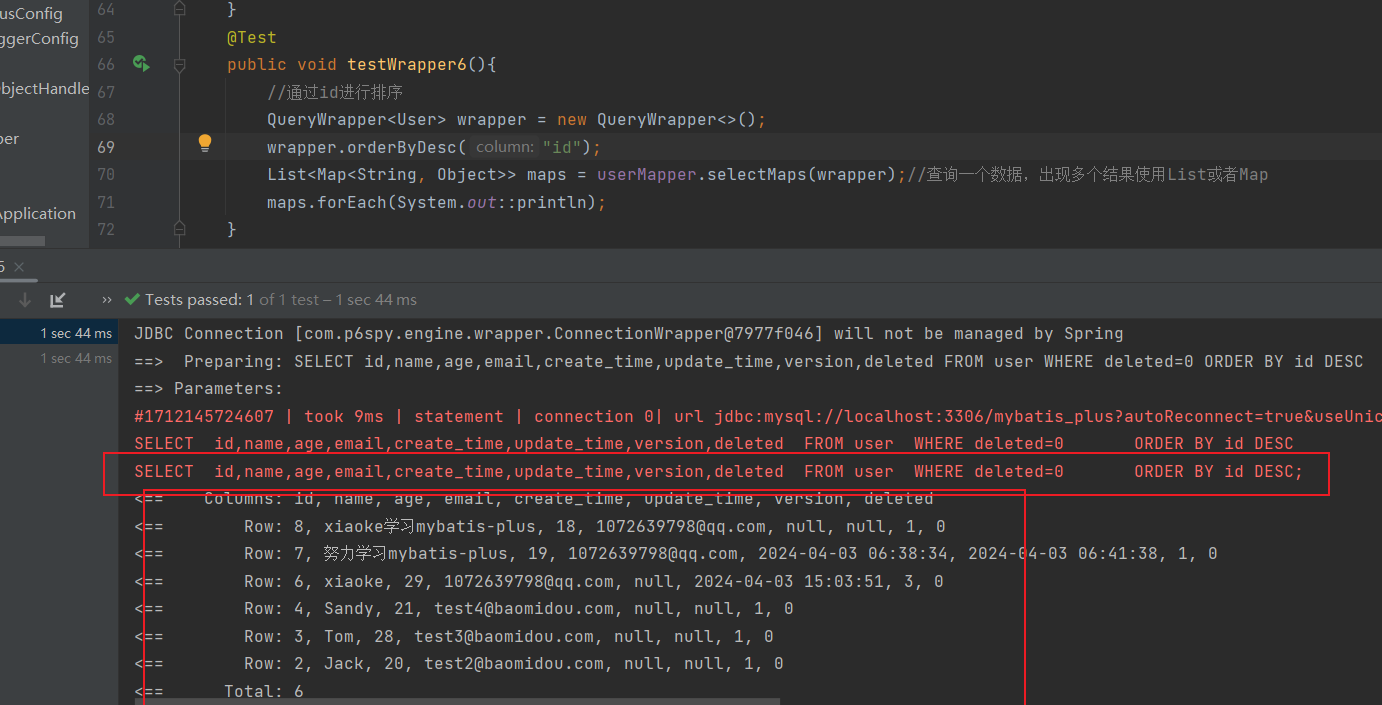 usConfig
ggerConfig
bjectHandle
er
Application
64 }
65 @Test
66 public void testWrapper6(){
67 //通过id进行排序
68 QueryWrapper<User> wrapper = new QueryWrapper<>();
69 wrapper.orderByDesc( column: "id");
70 List<Map<String, Object>> maps = userMapper.selectMaps(wrapper);//查询一个数据，出现多个结果使用List或者Map
71 maps.forEach(System.out::println);
72 }
»
Tests passed: 1 of 1 test – 1 sec 44 ms
1 sec 44 ms
1 sec 44 ms
JDBC Connection [com.p6spy.engine.wrapper.ConnectionWrapper@7977f046] will not be managed by Spring
==>  Preparing: SELECT id,name,age,email,create_time,update_time,version,deleted FROM user WHERE deleted=0 ORDER BY id DESC
==> Parameters:
#1712145724607 | took 9ms | statement | connection 0| url jdbc:mysql://localhost:3306/mybatis_plus?autoReconnect=true&useUnic
SELECT  id,name,age,email,create_time,update_time,version,deleted  FROM user  WHERE deleted=0       ORDER BY id DESC
SELECT  id,name,age,email,create_time,update_time,version,deleted  FROM user  WHERE deleted=0       ORDER BY id DESC;
<==    Columns: id, name, age, email, create_time, update_time, version, deleted
<==        Row: 8, xiaoke学习mybatis-plus, 18, 1072639798@qq.com, null, null, 1, 0
<==        Row: 7, 努力学习mybatis-plus, 19, 1072639798@qq.com, 2024-04-03 06:38:34, 2024-04-03 06:41:38, 1, 0
<==        Row: 6, xiaoke, 29, 1072639798@qq.com, null, 2024-04-03 15:03:51, 3, 0
<==        Row: 4, Sandy, 21, test4@baomidou.com, null, null, 1, 0
<==        Row: 3, Tom, 28, test3@baomidou.com, null, null, 1, 0
<==        Row: 2, Jack, 20, test2@baomidou.com, null, null, 1, 0
<==      Total: 6